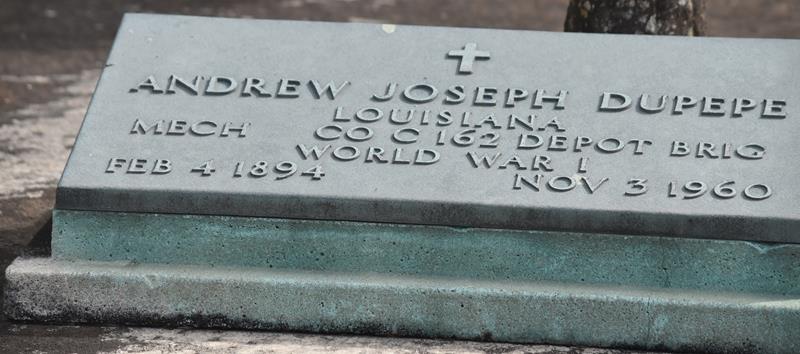 ANDREW JOSEPH DUPEPE
LOUISIANA
MECH CO C 162 DEPOT BRIG
WORLD WAR I
FEB 4 1894 NOV 3 1960